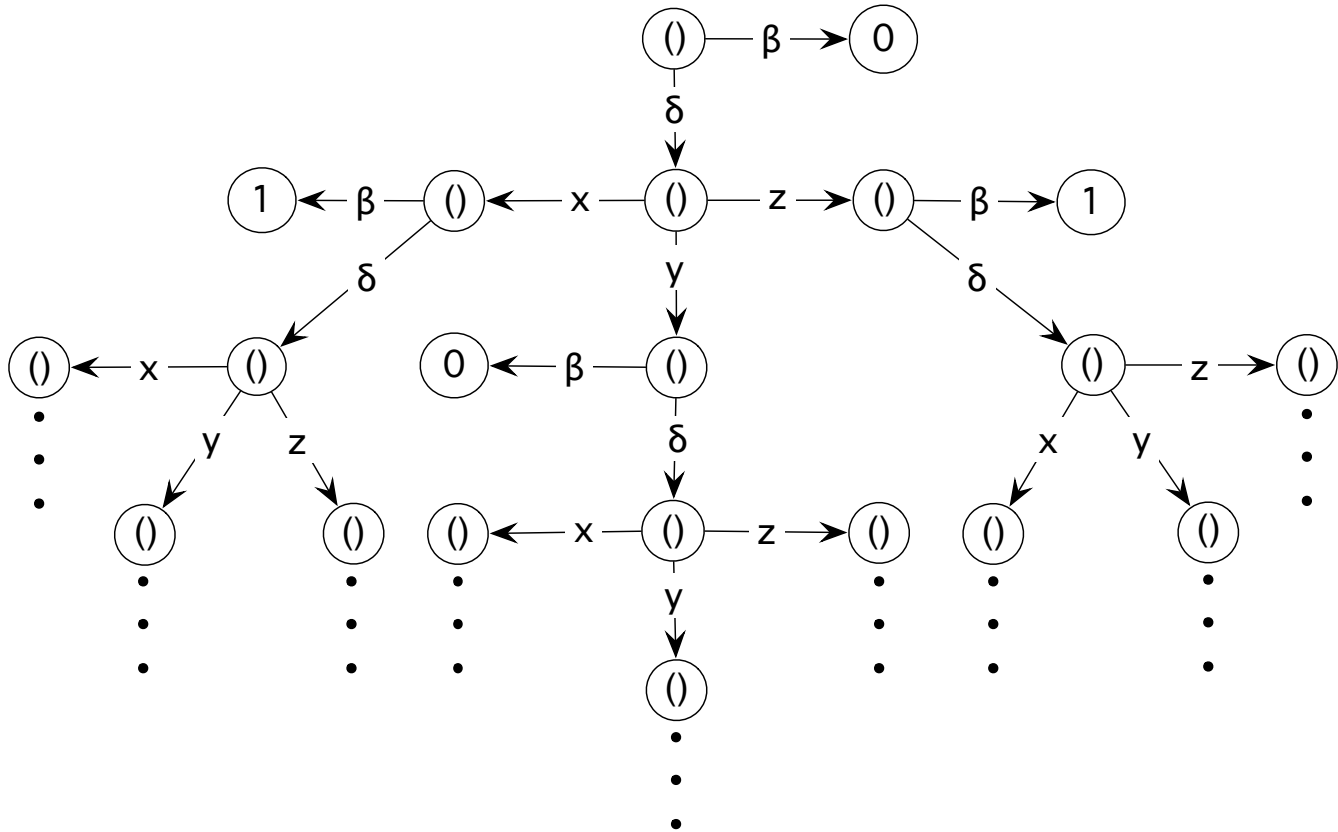 () β 0
δ
1 β () x () z () β 1
δ y δ
() x () 0 β () () z ()
y z δ x y
() () () x () z () () ()
y
()